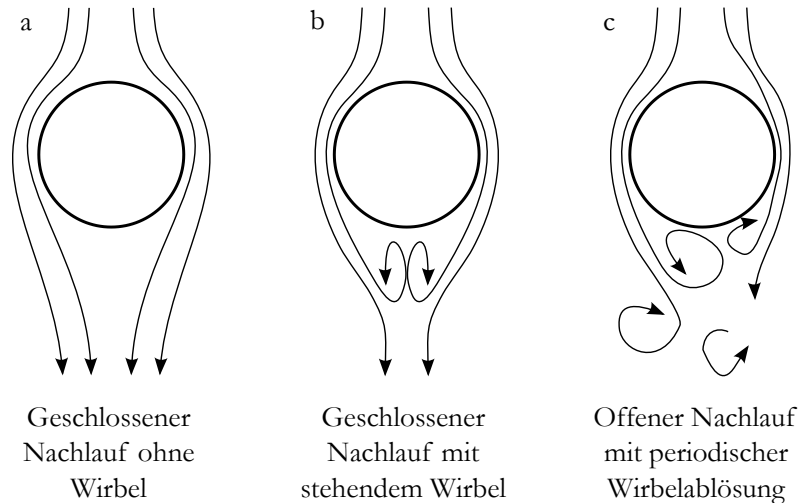 a
b
c
Geschlossener
Nachlauf ohne
Wirbel
Geschlossener
Nachlauf mit
stehendem Wirbel
Offener Nachlauf
mit periodischer
Wirbelablösung